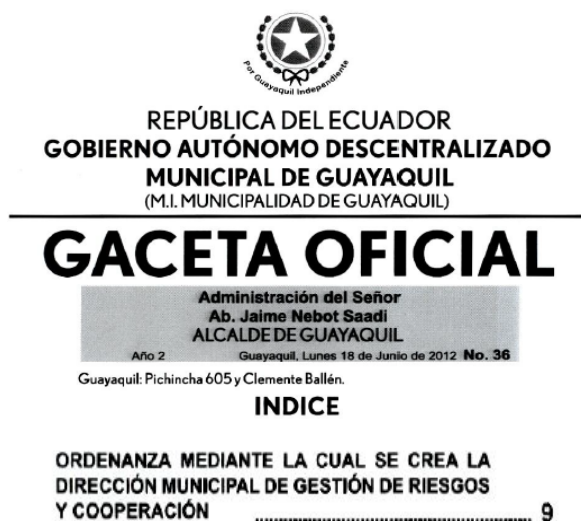 Por Guayaquil Independiente
REPÚBLICA DEL ECUADOR
GOBIERNO AUTÓNOMO DESCENTRALIZADO
MUNICIPAL DE GUAYAQUIL
(M.I. MUNICIPALIDAD DE GUAYAQUIL)
GACETA OFICIAL
Administración del Señor
Ab. Jaime Nebot Saadi
ALCALDE DE GUAYAQUIL
Año 2 Guayaquil, Lunes 18 de Junio de 2012 No. 36
Guayaquil: Pichincha 605 y Clemente Ballén.
INDICE
ORDENANZA MEDIANTE LA CUAL SE CREA LA
DIRECCIÓN MUNICIPAL DE GESTIÓN DE RIESGOS
Y COOPERACIÓN ................................................ 9